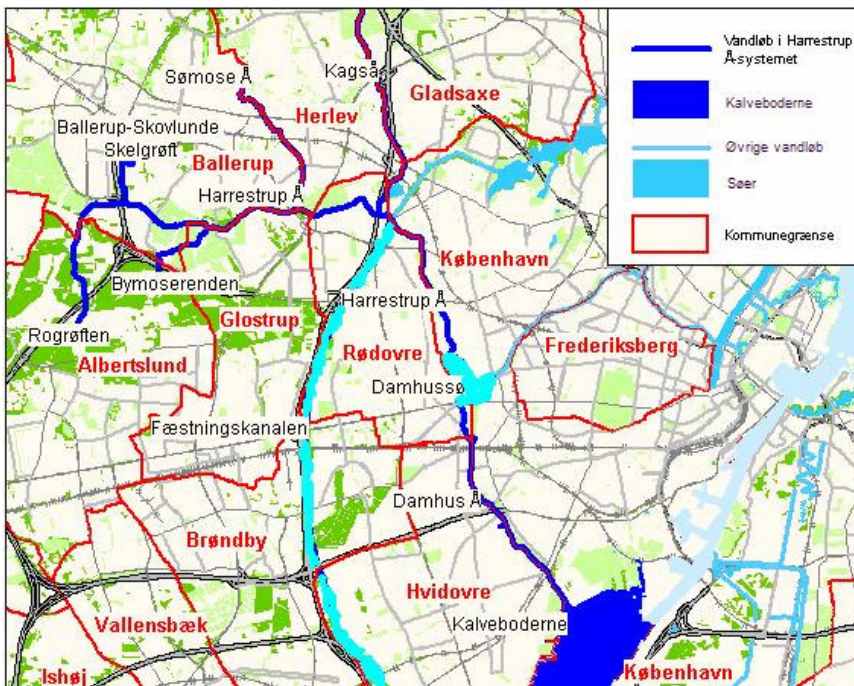 Vandløb i Harrestrup
Å-systemet
Kalveboderne
Øvrige vandløb
Søer
Kommunegrænse
Sømose Å
Kagså
Gladsaxe
Herlev
Ballerup-Skovlunde
Skelgrøft
Ballerup
Harrestrup Å
København
Bymoserenden
Harrestrup Å
Glostrup
Rogrøften
Rødovre
Frederiksberg
Albertslund
Damhussø
Fæstningskanalen
Damhus Å
Brøndby
Hvidovre
Vallensbæk
Kalveboderne
Ishøj
København